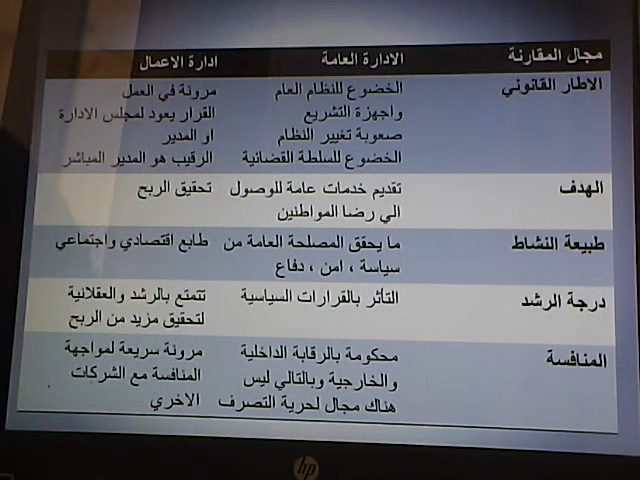 مجال المقارنة الادارة العامة ادارة الاعمال
الاطار القانوني الخضوع للنظام العام مرونة في العمل
واجهزة التشريع القرار يعود لمجلس الادارة
صعوبة تغيير النظام او المدير
الخضوع للسلطة القضائية الرقيب هو المدير المباشر
الهدف تقديم خدمات عامة للوصول تحقيق الربح
الي رضا المواطنين
طبيعة النشاط ما يحقق المصلحة العامة من طابع اقتصادي واجتماعي
سياسة ، امن ، دفاع
درجة الرشد التأثر بالقرارات السياسية تتمتع بالرشد والعقلانية
لتحقيق مزيد من الربح
المنافسة محكومة بالرقابة الداخلية مرونة سريعة لمواجهة
والخارجية وبالتالي ليس المنافسة مع الشركات
هناك مجال لحرية التصرف الاخري
hp